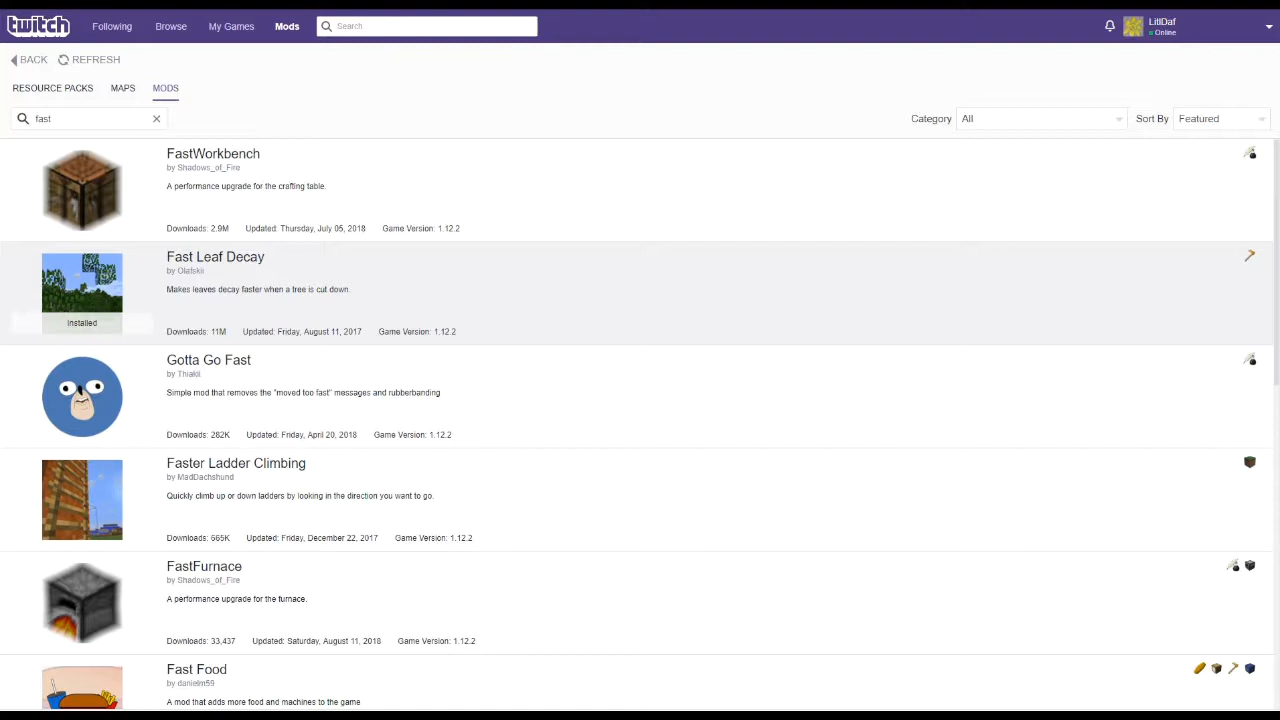 twitch Following Browse My Games Mods Search LitlDaf
Online
BACK REFRESH
RESOURCE PACKS MAPS MODS
fast Category All Sort By Featured
FastWorkbench
by Shadows_of_Fire
A performance upgrade for the crafting table.
Downloads: 2.9M Updated: Thursday, July 05, 2018 Game Version: 1.12.2
Fast Leaf Decay
by Olafskii
Makes leaves decay faster when a tree is cut down.
Installed
Downloads: 11M Updated: Friday, August 11, 2017 Game Version: 1.12.2
Gotta Go Fast
by Thiakil
Simple mod that removes the "moved too fast" messages and rubberbanding
Downloads: 282K Updated: Friday, April 20, 2018 Game Version: 1.12.2
Faster Ladder Climbing
by MadDachshund
Quickly climb up or down ladders by looking in the direction you want to go.
Downloads: 665K Updated: Friday, December 22, 2017 Game Version: 1.12.2
FastFurnace
by Shadows_of_Fire
A performance upgrade for the furnace.
Downloads: 33,437 Updated: Saturday, August 11, 2018 Game Version: 1.12.2
Fast Food
by danielm59
A mod that adds more food and machines to the game